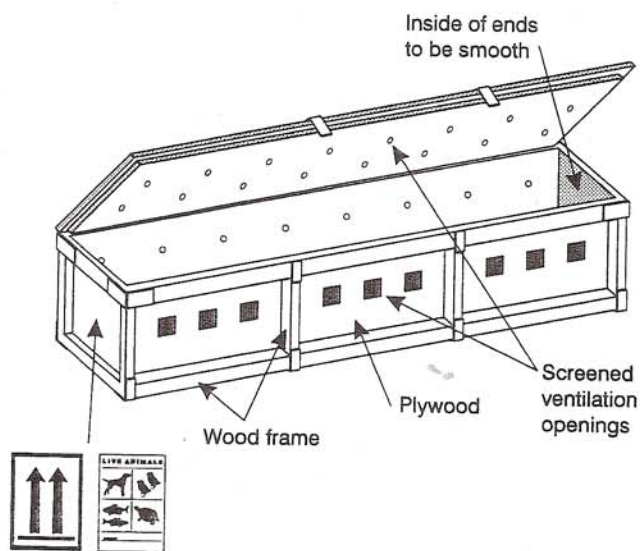 Inside of ends
to be smooth
Screened
ventilation
openings
Plywood
Wood frame
LIVE ANIMALS